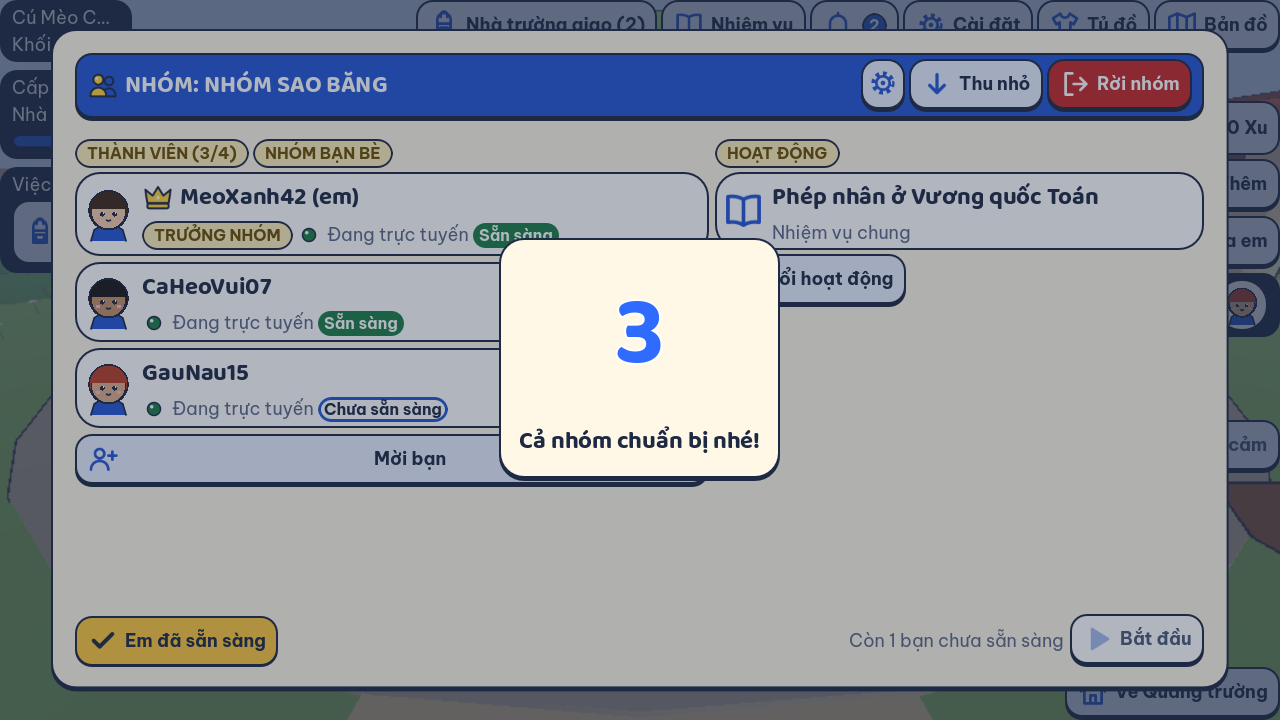 Cú Mèo C...
Khối
Nhà trường giao (2)
Nhiệm vụ
2
Cài đặt
Tủ đồ
Bản đồ
Cấp
Nhà
Việc
NHÓM: NHÓM SAO BĂNG
Thu nhỏ
Rời nhóm
0 Xu
THÀNH VIÊN (3/4)
NHÓM BẠN BÈ
HOẠT ĐỘNG
MeoXanh42 (em)
TRƯỞNG NHÓM
Đang trực tuyến
Sẵn sàng
Phép nhân ở Vương quốc Toán
Nhiệm vụ chung
ổi hoạt động
CaHeoVui07
Đang trực tuyến
Sẵn sàng
GauNau15
Đang trực tuyến
Chưa sẵn sàng
Mời bạn
3
Cả nhóm chuẩn bị nhé!
a em
cảm
Em đã sẵn sàng
Còn 1 bạn chưa sẵn sàng
Bắt đầu
Về Quảng trường